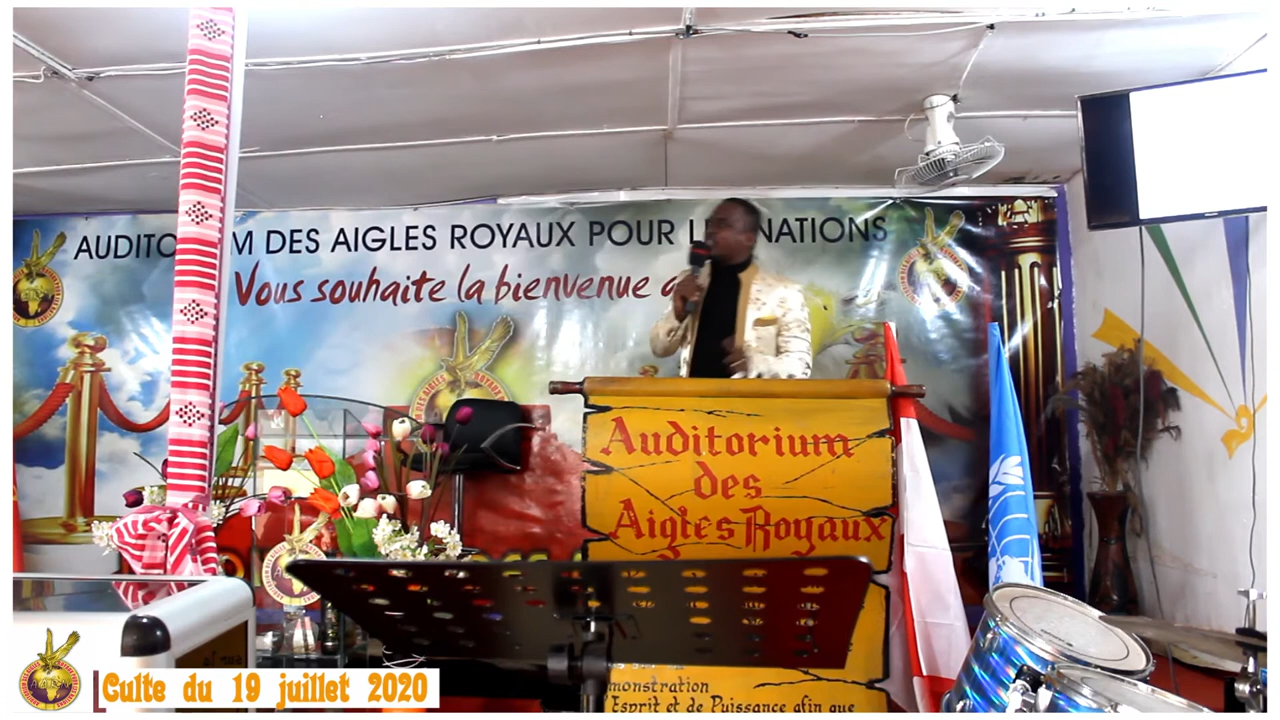 AUDITO M DES AIGLES ROYAUX POUR L NATIONS
Vous souhaite la bienvenue a
Auditorium
des
Aigles Royaux
monstration
Esprit et de Puissance afin que
Culte du 19 juillet 2020